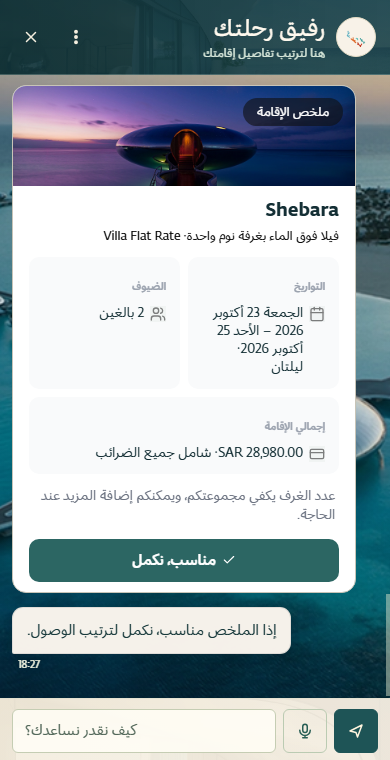 رفيق رحلتك
هنا لترتيب تفاصيل إقامتك
ملخص الإقامة
Shebara
فيلا فوق الماء بغرفة نوم واحدة· Villa Flat Rate
التواريخ
الجمعة 23 أكتوبر
2026 – الأحد 25
أكتوبر 2026·
ليلتان
الضيوف
2 بالغين
إجمالي الإقامة
SAR 28,980.00· شامل جميع الضرائب
عدد الغرف يكفي مجموعتكم، ويمكنكم إضافة المزيد عند
الحاجة.
مناسب، نكمل
إذا الملخص مناسب، نكمل لترتيب الوصول.
18:27
كيف نقدر نساعدك؟